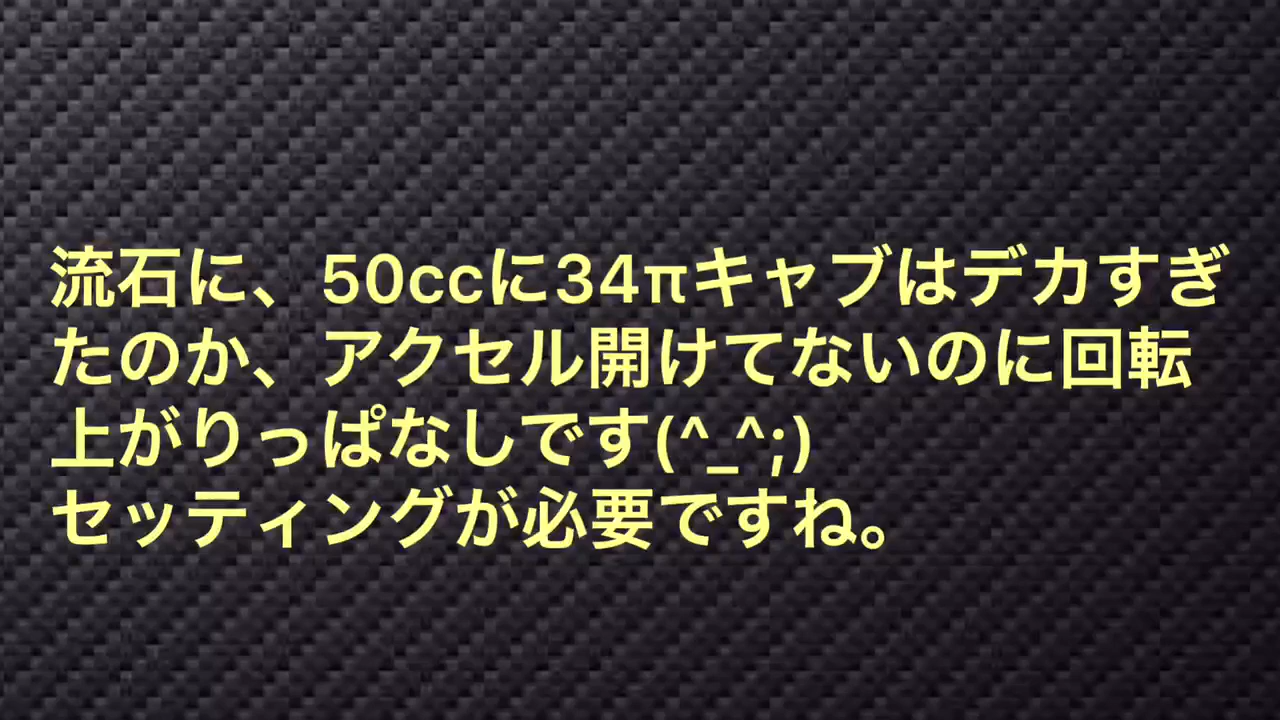 流石に、50ccに34πキャブはデカすぎ
たのか、アクセル開けてないのに回転
上がりっぱなしです(^_^;)
セッティングが必要ですね。